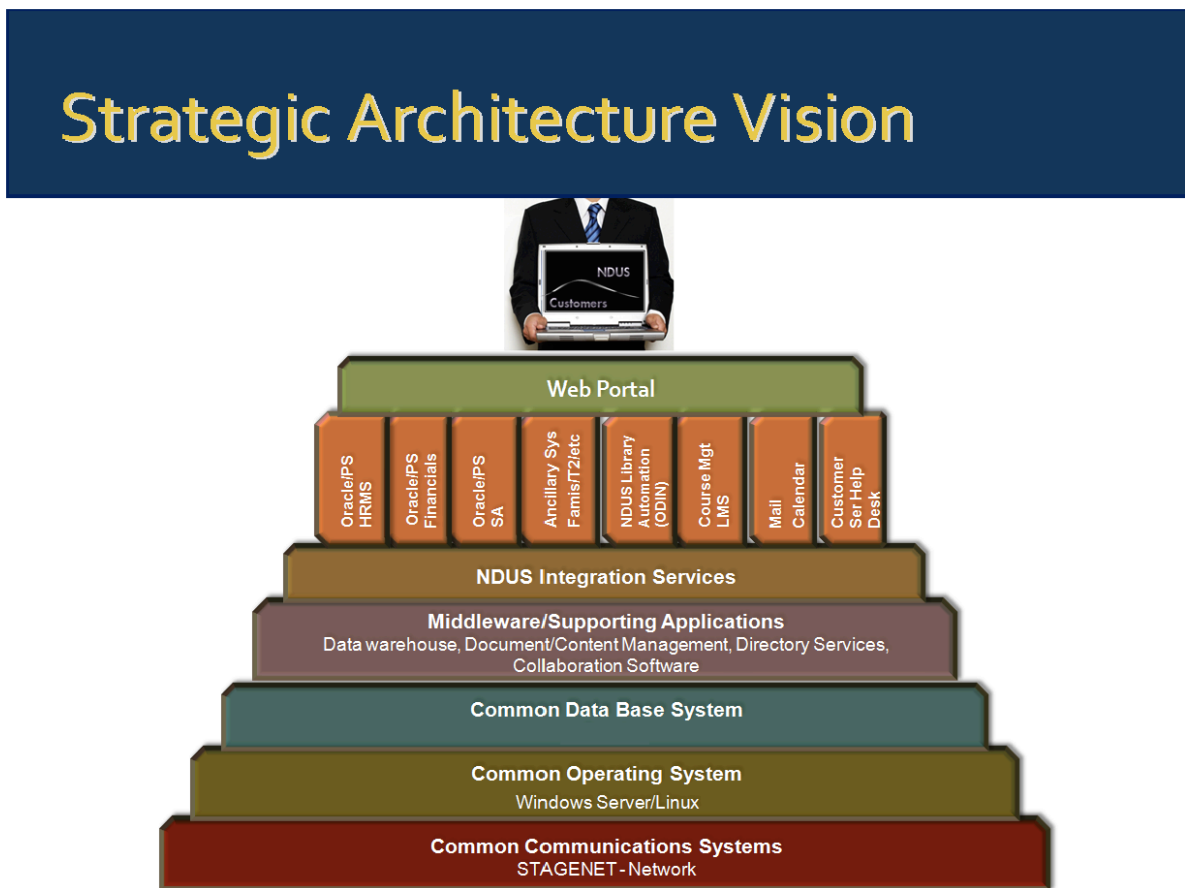 Strategic Architecture Vision
NDUS
Customers
Web Portal
Oracle/PS
HRMS
Oracle/PS
Financials
Oracle/PS
SA
Ancillary Sys
Famis/T2/etc
NDUS Library
Automation
(ODIN)
Course Mgt
LMS
Mail
Calendar
Customer
Ser Help
Desk
NDUS Integration Services
Middleware/Supporting Applications
Data warehouse, Document/Content Management, Directory Services,
Collaboration Software
Common Data Base System
Common Operating System
Windows Server/Linux
Common Communications Systems
STAGENET - Network